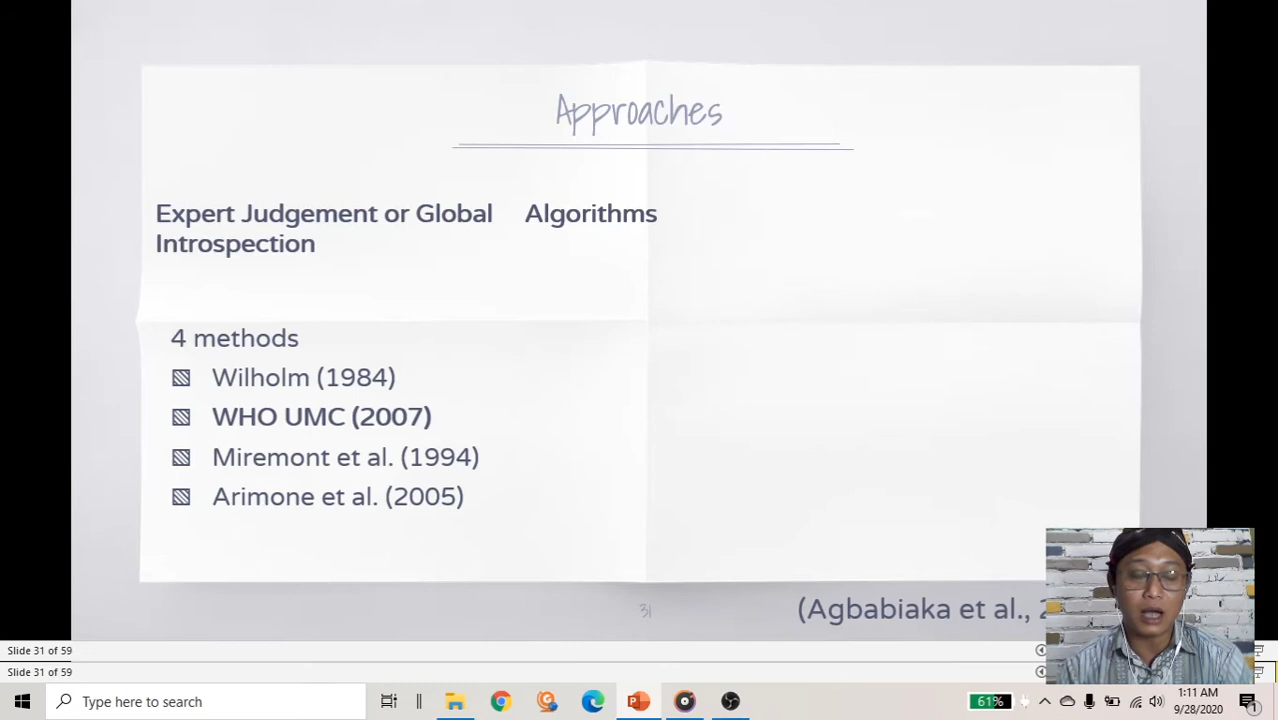 Approaches
Expert Judgement or Global
Introspection
Algorithms
4 methods
Wilholm (1984)
WHO UMC (2007)
Miremont et al. (1994)
Arimone et al. (2005)
31
(Agbabiaka et al.,
Slide 31 of 59
Slide 31 of 59
Type here to search
61%
1:11 AM
9/28/2020